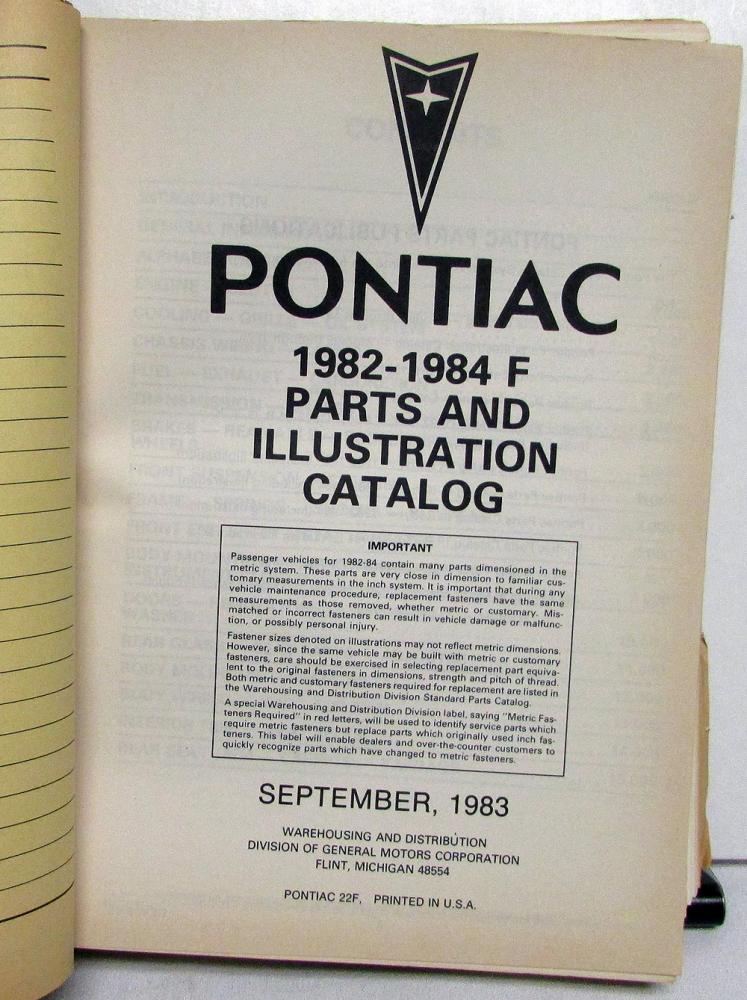 PONTIAC
1982-1984 F
PARTS AND
ILLUSTRATION
CATALOG
IMPORTANT
Passenger vehicles for 1982-84 contain many parts dimensioned in the
metric system. These parts are very close in dimension to familiar cus-
tomary measurements in the inch system. It is important that during any
vehicle maintenance procedure, replacement fasteners have the same
measurements as those removed, whether metric or customary. Mis-
matched or incorrect fasteners can result in vehicle damage or malfunc-
tion, or possibly personal injury.
Fastener sizes denoted on illustrations may not reflect metric dimensions.
However, since the same vehicle may be built with metric or customary
fasteners, care should be exercised in selecting replacement part equiva-
lent to the original fasteners in dimensions, strength and pitch of thread.
Both metric and customary fasteners required for replacement are listed in
the Warehousing and Distribution Division Standard Parts Catalog.
A special Warehousing and Distribution Division label, saying "Metric Fas-
teners Required" in red letters, will be used to identify service parts which
require metric fasteners but replace parts which originally used inch fas-
teners. This label will enable dealers and over-the-counter customers to
quickly recognize parts which have changed to metric fasteners.
SEPTEMBER, 1983
WAREHOUSING AND DISTRIBUTION
DIVISION OF GENERAL MOTORS CORPORATION
FLINT, MICHIGAN 48554
PONTIAC 22F, PRINTED IN U.S.A.